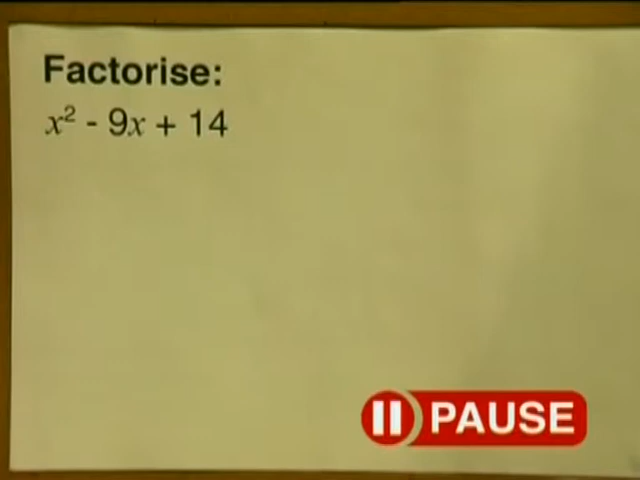 Factorise:
x² - 9x + 14
PAUSE